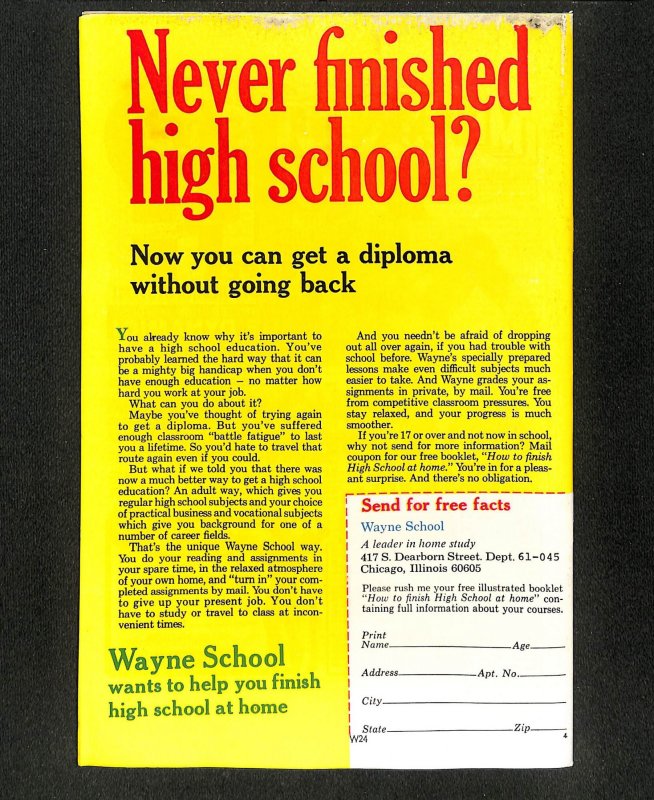 Never finished
high school?
Now you can get a diploma
without going back
You already know why it's important to
have a high school education. You've
probably learned the hard way that it can
be a mighty big handicap when you don't
have enough education – no matter how
hard you work at your job.
What can you do about it?
Maybe you've thought of trying again
to get a diploma. But you've suffered
enough classroom "battle fatigue" to last
you a lifetime. So you'd hate to travel that
route again even if you could.
But what if we told you that there was
now a much better way to get a high school
education? An adult way, which gives you
regular high school subjects and your choice
of practical business and vocational subjects
which give you background for one of a
number of career fields.
That's the unique Wayne School way.
You do your reading and assignments in
your spare time, in the relaxed atmosphere
of your own home, and "turn in" your com-
pleted assignments by mail. You don't have
to give up your present job. You don't
have to study or travel to class at incon-
venient times.
Wayne School
wants to help you finish
high school at home
And you needn't be afraid of dropping
out all over again, if you had trouble with
school before. Wayne's specially prepared
lessons make even difficult subjects much
easier to take. And Wayne grades your as-
signments in private, by mail. You're free
from competitive classroom pressures. You
stay relaxed, and your progress is much
smoother.
If you're 17 or over and not now in school,
why not send for more information? Mail
coupon for our free booklet, "How to finish
High School at home." You're in for a pleas-
ant surprise. And there's no obligation.
Send for free facts
Wayne School
A leader in home study
417 S. Dearborn Street. Dept. 61-045
Chicago, Illinois 60605
Please rush me your free illustrated booklet
"How to finish High School at home" con-
taining full information about your courses.
Print
Name Age
Address Apt. No.
City
State Zip
W24 4